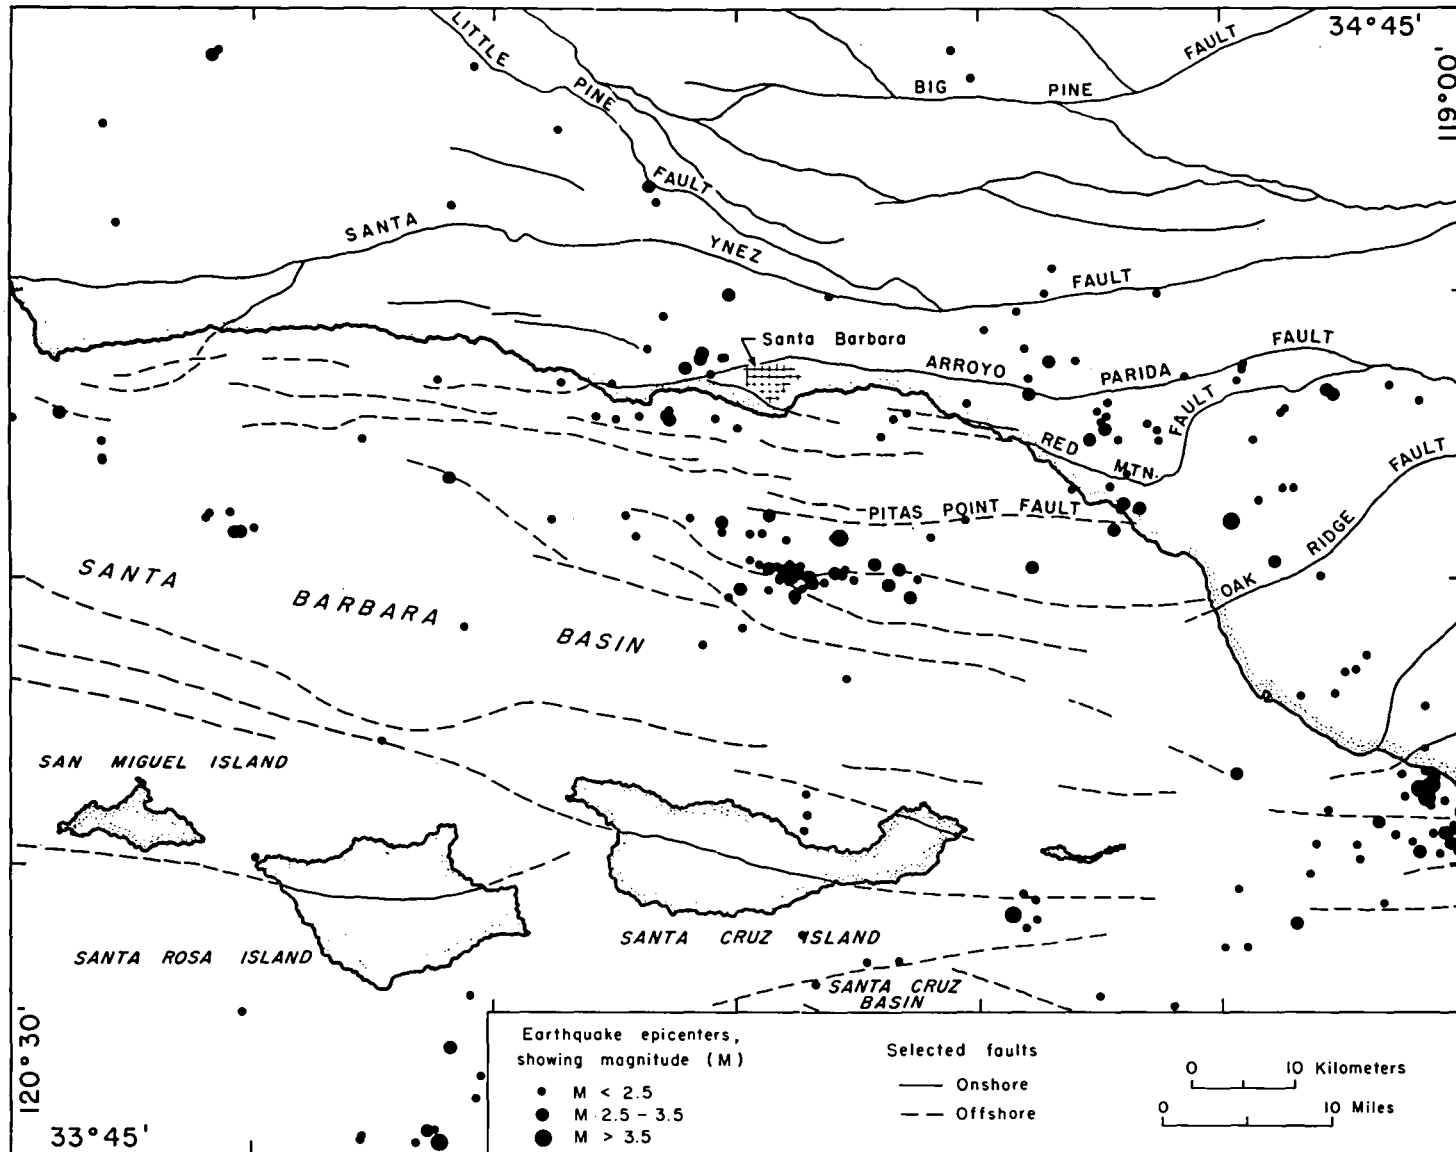 34°45'
119°00'
LITTLE PINE FAULT
BIG PINE FAULT
SANTA YNEZ FAULT
Santa Barbara
ARROYO PARIDA FAULT
RED MTN. FAULT
PITAS POINT FAULT
OAK RIDGE FAULT
SANTA BARBARA BASIN
SAN MIGUEL ISLAND
SANTA ROSA ISLAND
SANTA CRUZ ISLAND
SANTA CRUZ
BASIN
120°30'
33°45'
Earthquake epicenters,
showing magnitude (M)
M < 2.5
M 2.5 - 3.5
M > 3.5
Selected faults
Onshore
Offshore
0 10 Kilometers
0 10 Miles